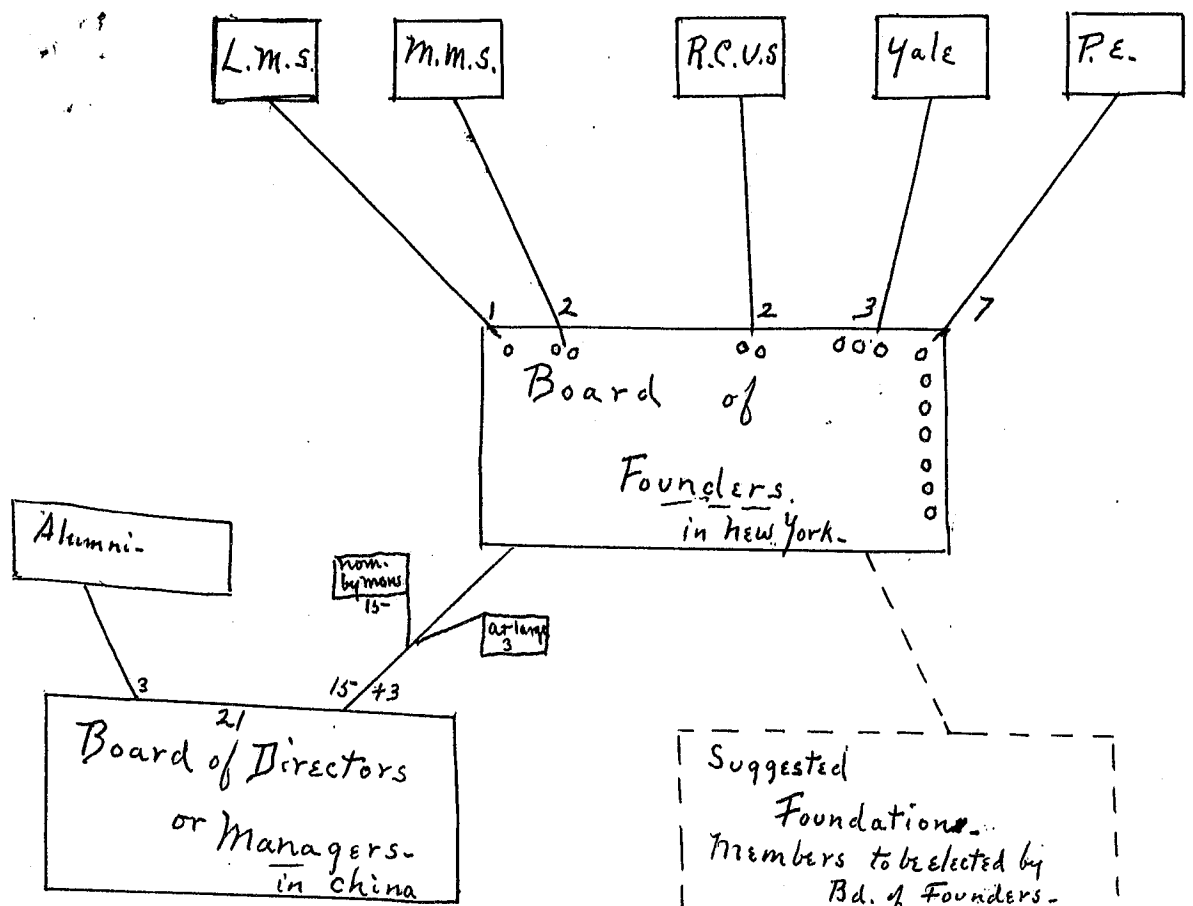 L.M.S.
M.M.S.
R.C.U.S
Yale
P.E.
1 2 2 3 7
Board of
Founders.
in New York-
Alumni-
nom.
by mons
15-
at large
3
3
15- +3
21
Board of Directors
or Managers-
in China
Suggested
Foundation.
Members to be elected by
Bd. of Founders-